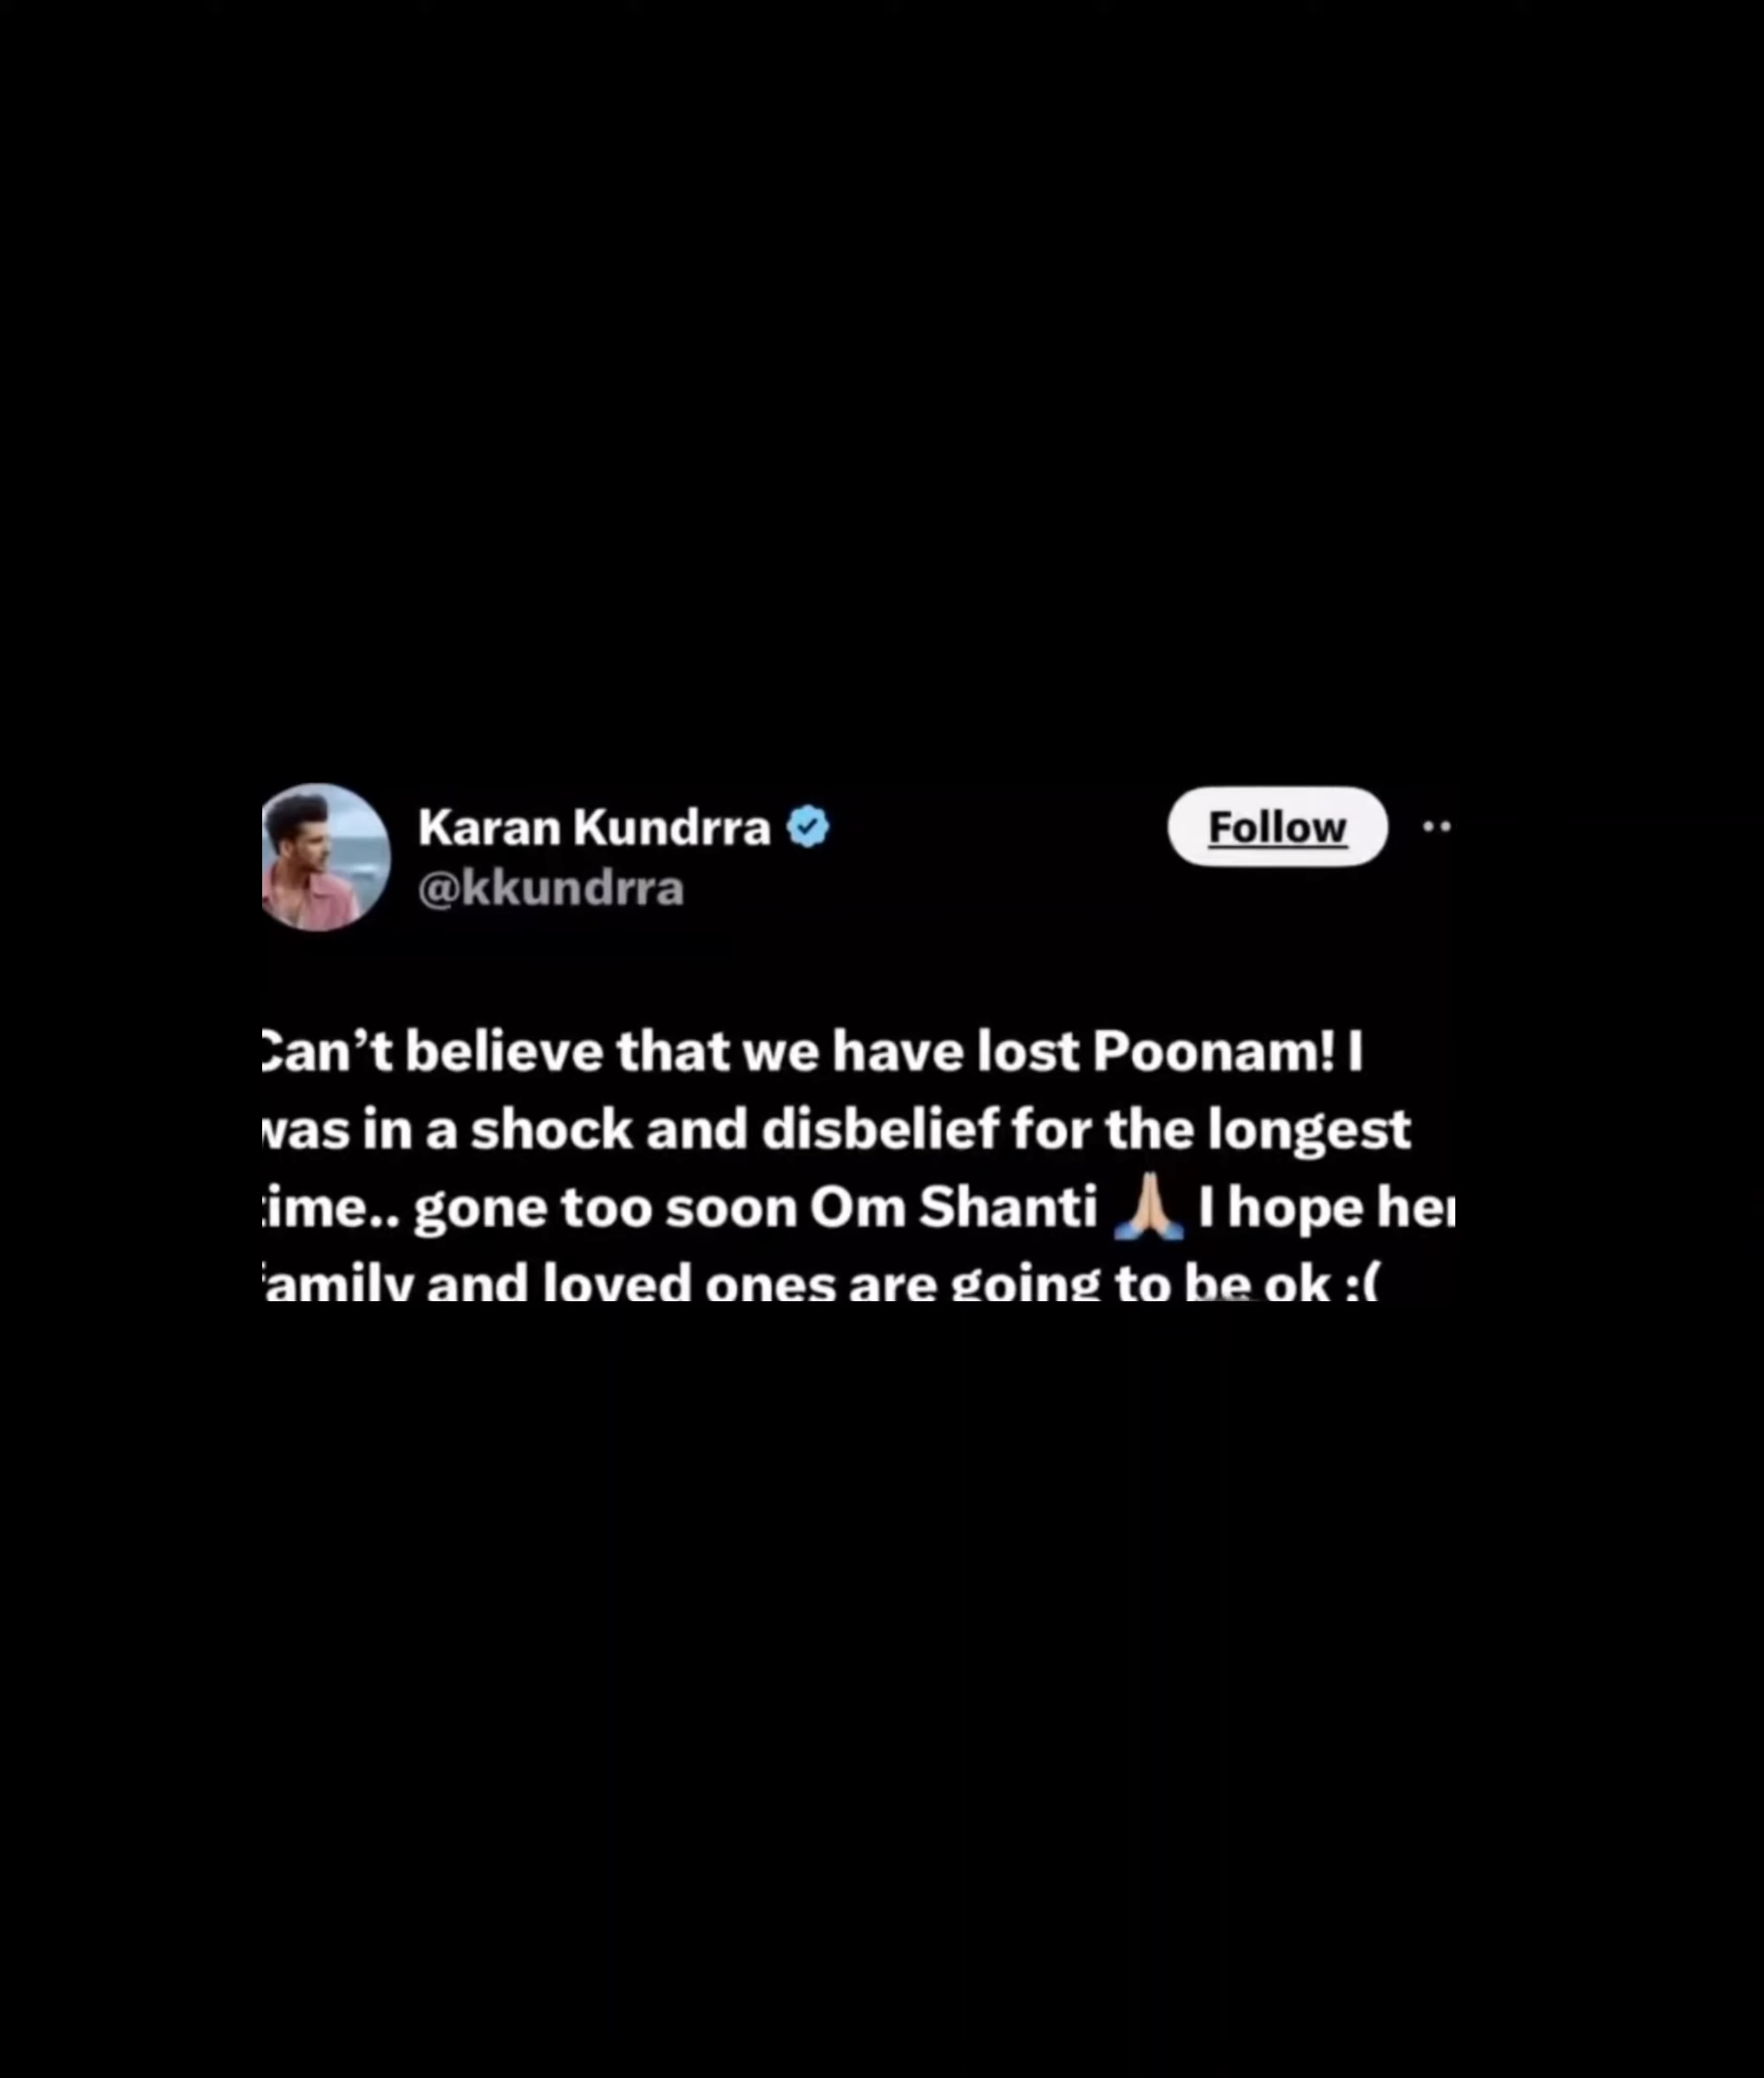 Karan Kundrra
Follow
@kkundrra
Can’t believe that we have lost Poonam! I
was in a shock and disbelief for the longest
time.. gone too soon Om Shanti 🙏🏼 I hope her
family and loved ones are going to be ok :(